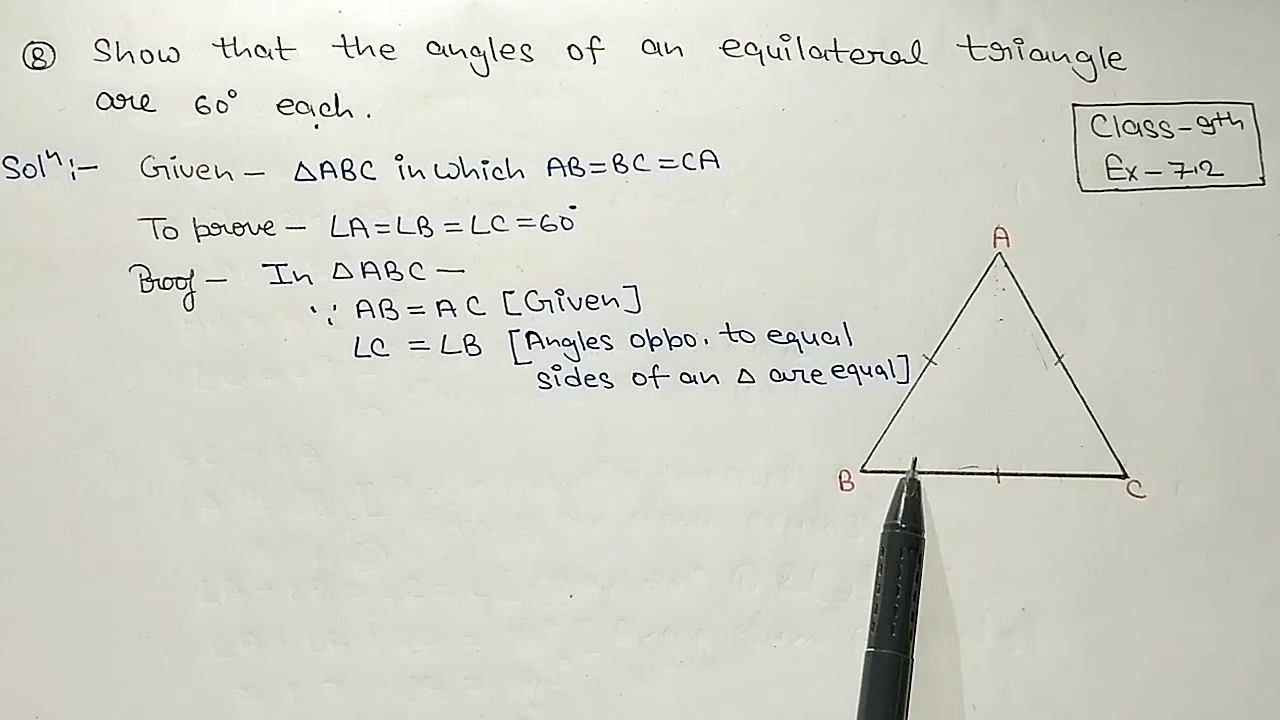 ⑧ Show that the angles of an equilateral triangle
are 60° each.
Class-9th
Ex-7.2
Solⁿ:- Given - △ABC in which AB=BC=CA
To prove - ∠A=∠B=∠C=60°
Proof - In △ABC -
∵ AB=AC [Given]
∠C = ∠B [Angles oppo. to equal
sides of an △ are equal]
A
B
C